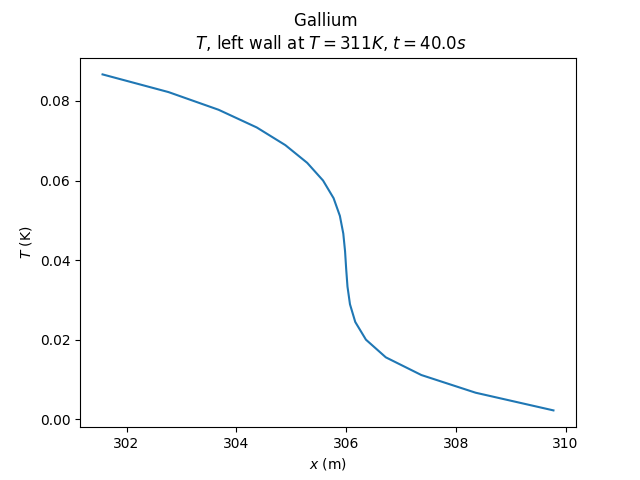 Gallium
T, left wall at T = 311K, t = 40.0s
0.08
0.06
0.04
0.02
0.00
T (K)
302
304
306
308
310
x (m)